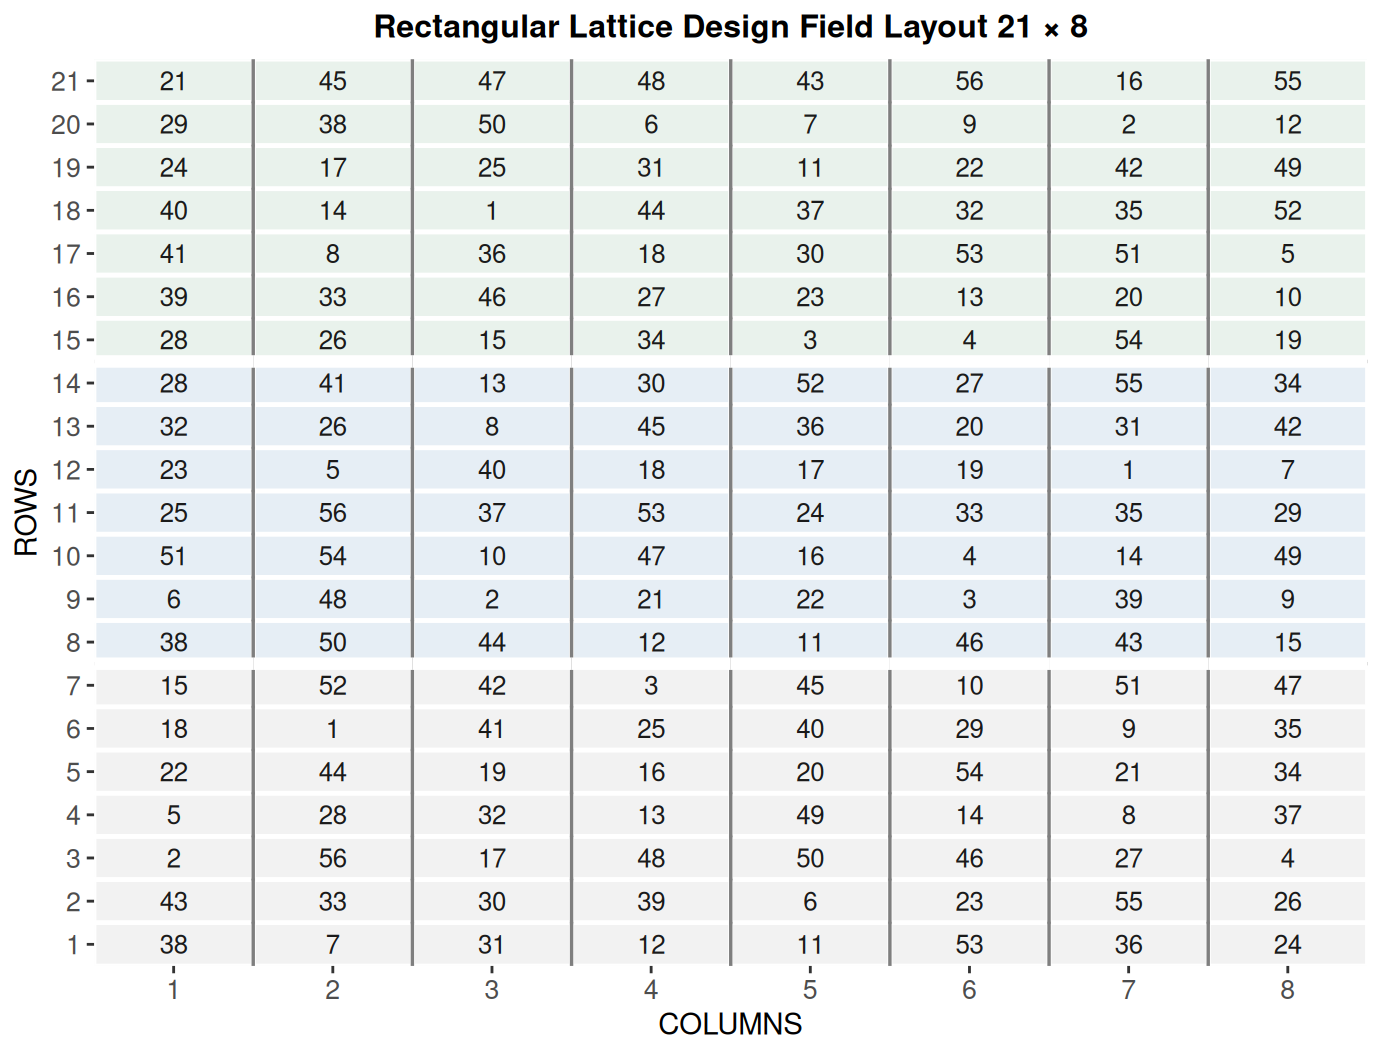 Rectangular Lattice Design Field Layout 21 × 8
21 21 45 47 48 43 56 16 55
20 29 38 50 6 7 9 2 12
19 24 17 25 31 11 22 42 49
18 40 14 1 44 37 32 35 52
17 41 8 36 18 30 53 51 5
16 39 33 46 27 23 13 20 10
15 28 26 15 34 3 4 54 19
14 28 41 13 30 52 27 55 34
13 32 26 8 45 36 20 31 42
12 23 5 40 18 17 19 1 7
11 25 56 37 53 24 33 35 29
10 51 54 10 47 16 4 14 49
9 6 48 2 21 22 3 39 9
8 38 50 44 12 11 46 43 15
7 15 52 42 3 45 10 51 47
6 18 1 41 25 40 29 9 35
5 22 44 19 16 20 54 21 34
4 5 28 32 13 49 14 8 37
3 2 56 17 48 50 46 27 4
2 43 33 30 39 6 23 55 26
1 38 7 31 12 11 53 36 24
1 2 3 4 5 6 7 8
COLUMNS
ROWS